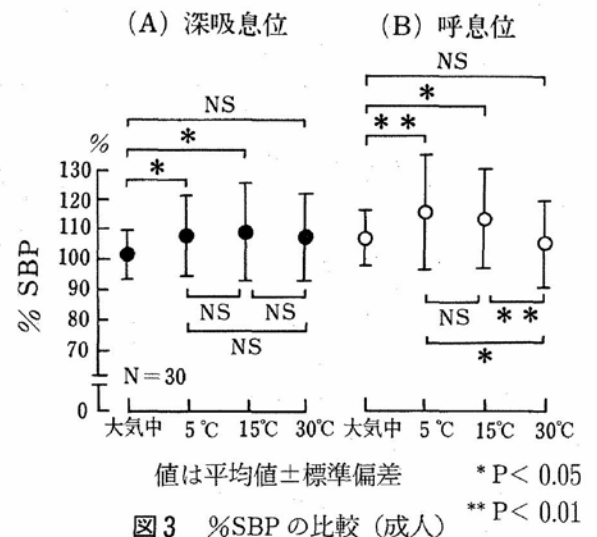 (A) 深吸息位
(B) 呼息位
NS
*
*
NS
*
**
%
130
120
110
100
90
80
70
0
% SBP
NS
NS
NS
NS
**
*
N=30
大気中 5℃ 15℃ 30℃
大気中 5℃ 15℃ 30℃
値は平均値±標準偏差
* P< 0.05
** P< 0.01
図3 %SBPの比較(成人)